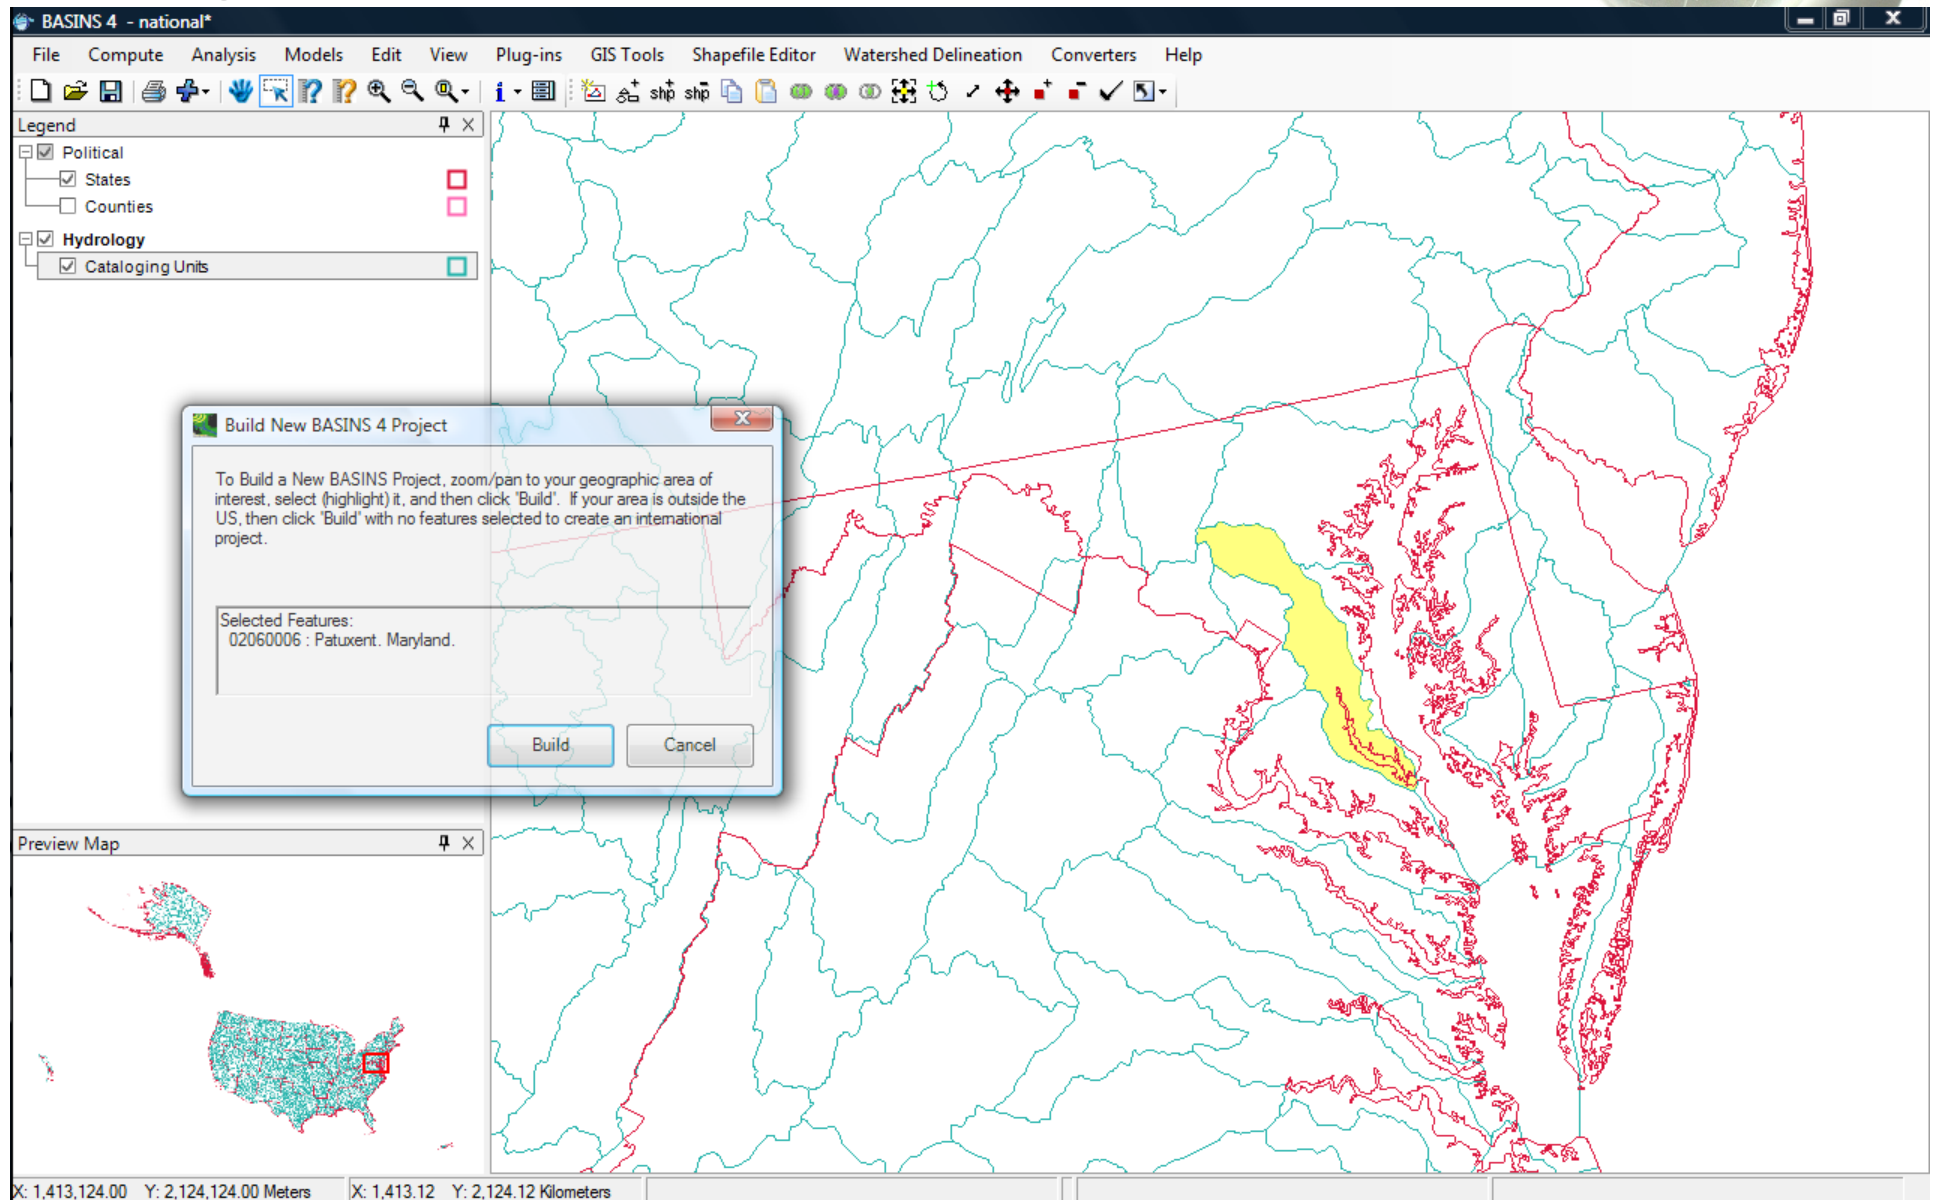 BASINS 4 - national*
File Compute Analysis Models Edit View Plug-ins GIS Tools Shapefile Editor Watershed Delineation Converters Help
shp shp
Legend
Political
States
Counties
Hydrology
Cataloging Units
Build New BASINS 4 Project
To Build a New BASINS Project, zoom/pan to your geographic area of
interest, select (highlight) it, and then click 'Build'. If your area is outside the
US, then click 'Build' with no features selected to create an international
project.
Selected Features:
02060006 : Patuxent. Maryland.
Build Cancel
Preview Map
X: 1,413,124.00 Y: 2,124,124.00 Meters X: 1,413.12 Y: 2,124.12 Kilometers